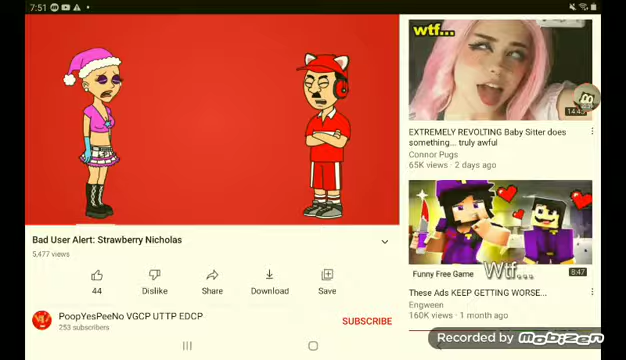 7:51
wtf...
14:43
EXTREMELY REVOLTING Baby Sitter does
something... truly awful
Connor Pugs
65K views · 2 days ago
Bad User Alert: Strawberry Nicholas
5,477 views
44
Dislike
Share
Download
Save
Funny Free Game
Wtf...
8:47
These Ads KEEP GETTING WORSE...
Engween
160K views · 1 month ago
PoopYesPeeNo VGCP UTTP EDCP
253 subscribers
SUBSCRIBE
Recorded by
mobizen